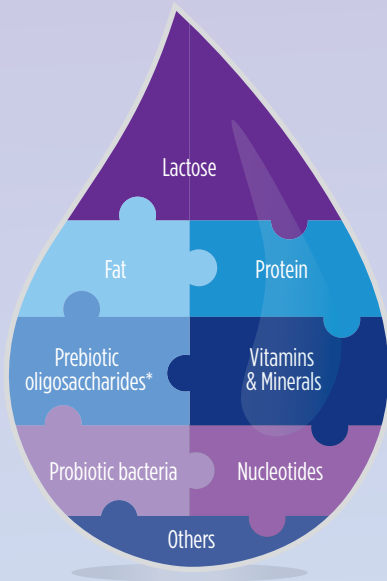 Lactose
Fat
Protein
Prebiotic
oligosaccharides*
Vitamins
& Minerals
Probiotic bacteria
Nucleotides
Others